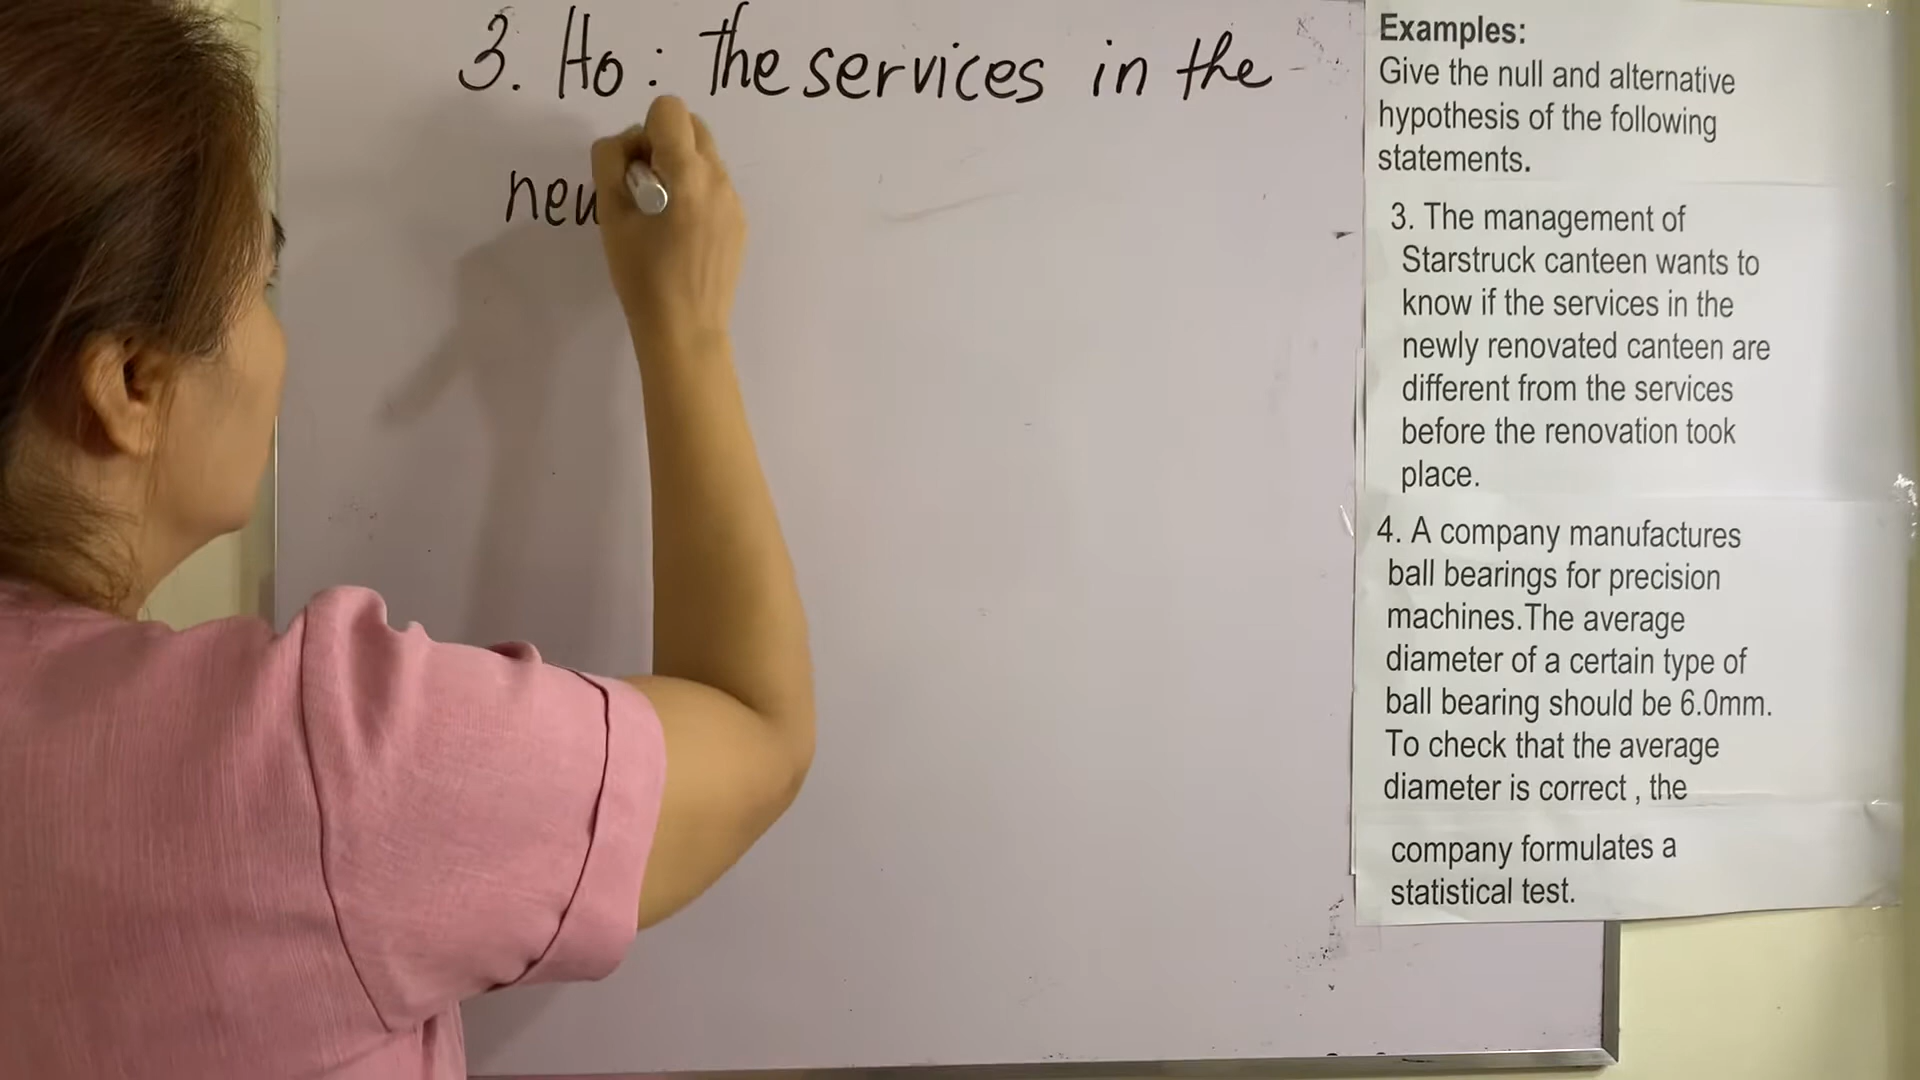 3. Ho : The services in the
Examples:
Give the null and alternative
hypothesis of the following
statements.
3. The management of
Starstruck canteen wants to
know if the services in the
newly renovated canteen are
different from the services
before the renovation took
place.
4. A company manufactures
ball bearings for precision
machines.The average
diameter of a certain type of
ball bearing should be 6.0mm.
To check that the average
diameter is correct , the
company formulates a
statistical test.